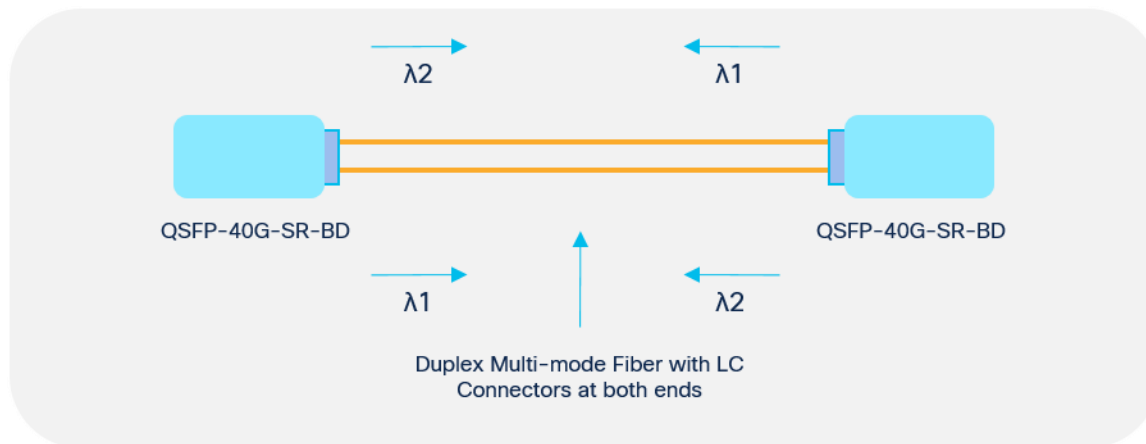 λ2
λ1
QSFP-40G-SR-BD
QSFP-40G-SR-BD
λ1
λ2
Duplex Multi-mode Fiber with LC
Connectors at both ends